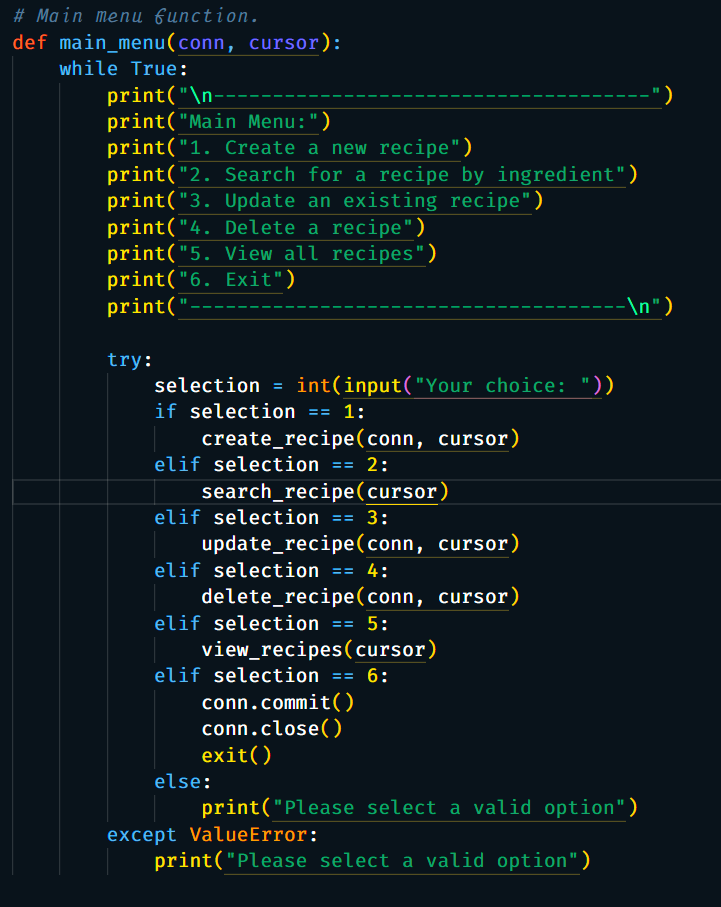 # Main menu function.
def main_menu(conn, cursor):
    while True:
        print("\n-------------------------------------")
        print("Main Menu:")
        print("1. Create a new recipe")
        print("2. Search for a recipe by ingredient")
        print("3. Update an existing recipe")
        print("4. Delete a recipe")
        print("5. View all recipes")
        print("6. Exit")
        print("-------------------------------------\n")

        try:
            selection = int(input("Your choice: "))
            if selection == 1:
                create_recipe(conn, cursor)
            elif selection == 2:
                search_recipe(cursor)
            elif selection == 3:
                update_recipe(conn, cursor)
            elif selection == 4:
                delete_recipe(conn, cursor)
            elif selection == 5:
                view_recipes(cursor)
            elif selection == 6:
                conn.commit()
                conn.close()
                exit()
            else:
                print("Please select a valid option")
        except ValueError:
            print("Please select a valid option")